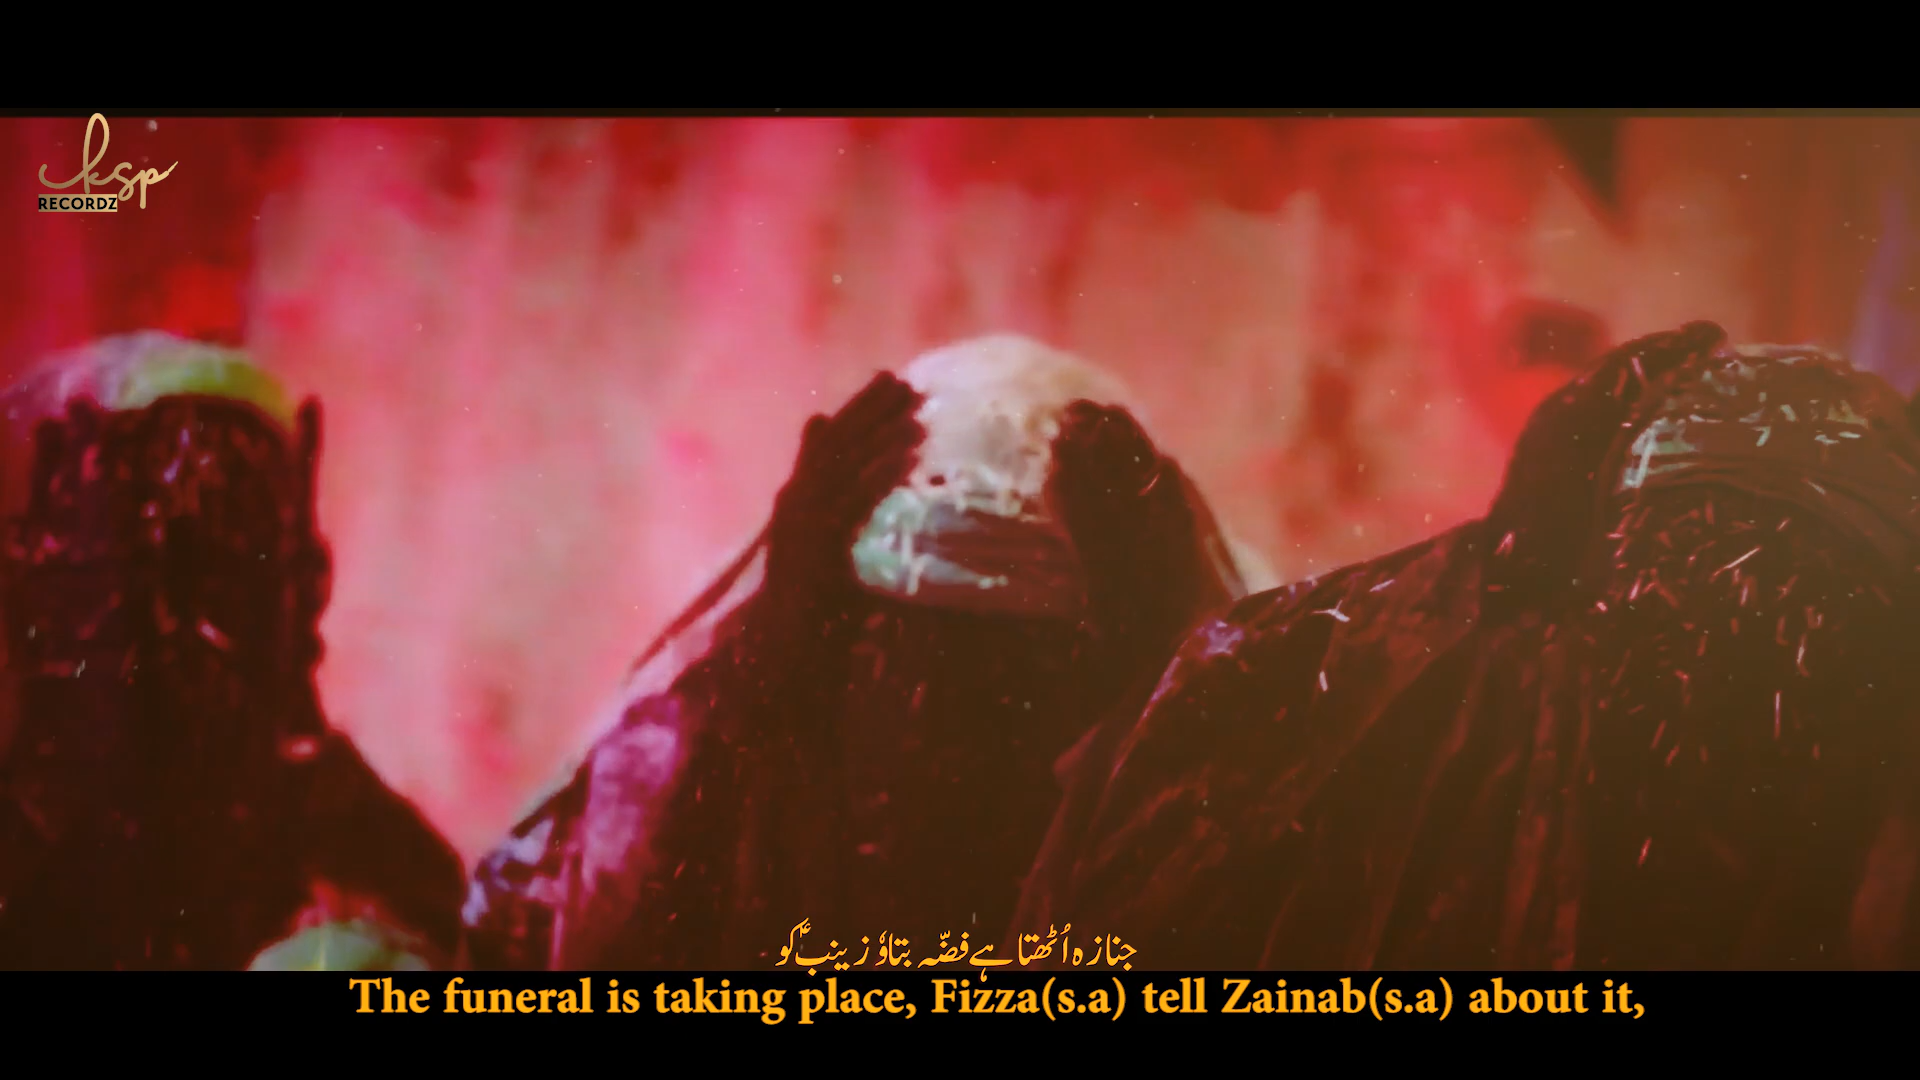 ksp
RECORDZ
جنازہ اُٹھتا ہے فضّہ بتاؤ زینبؑ کو
The funeral is taking place, Fizza(s.a) tell Zainab(s.a) about it,